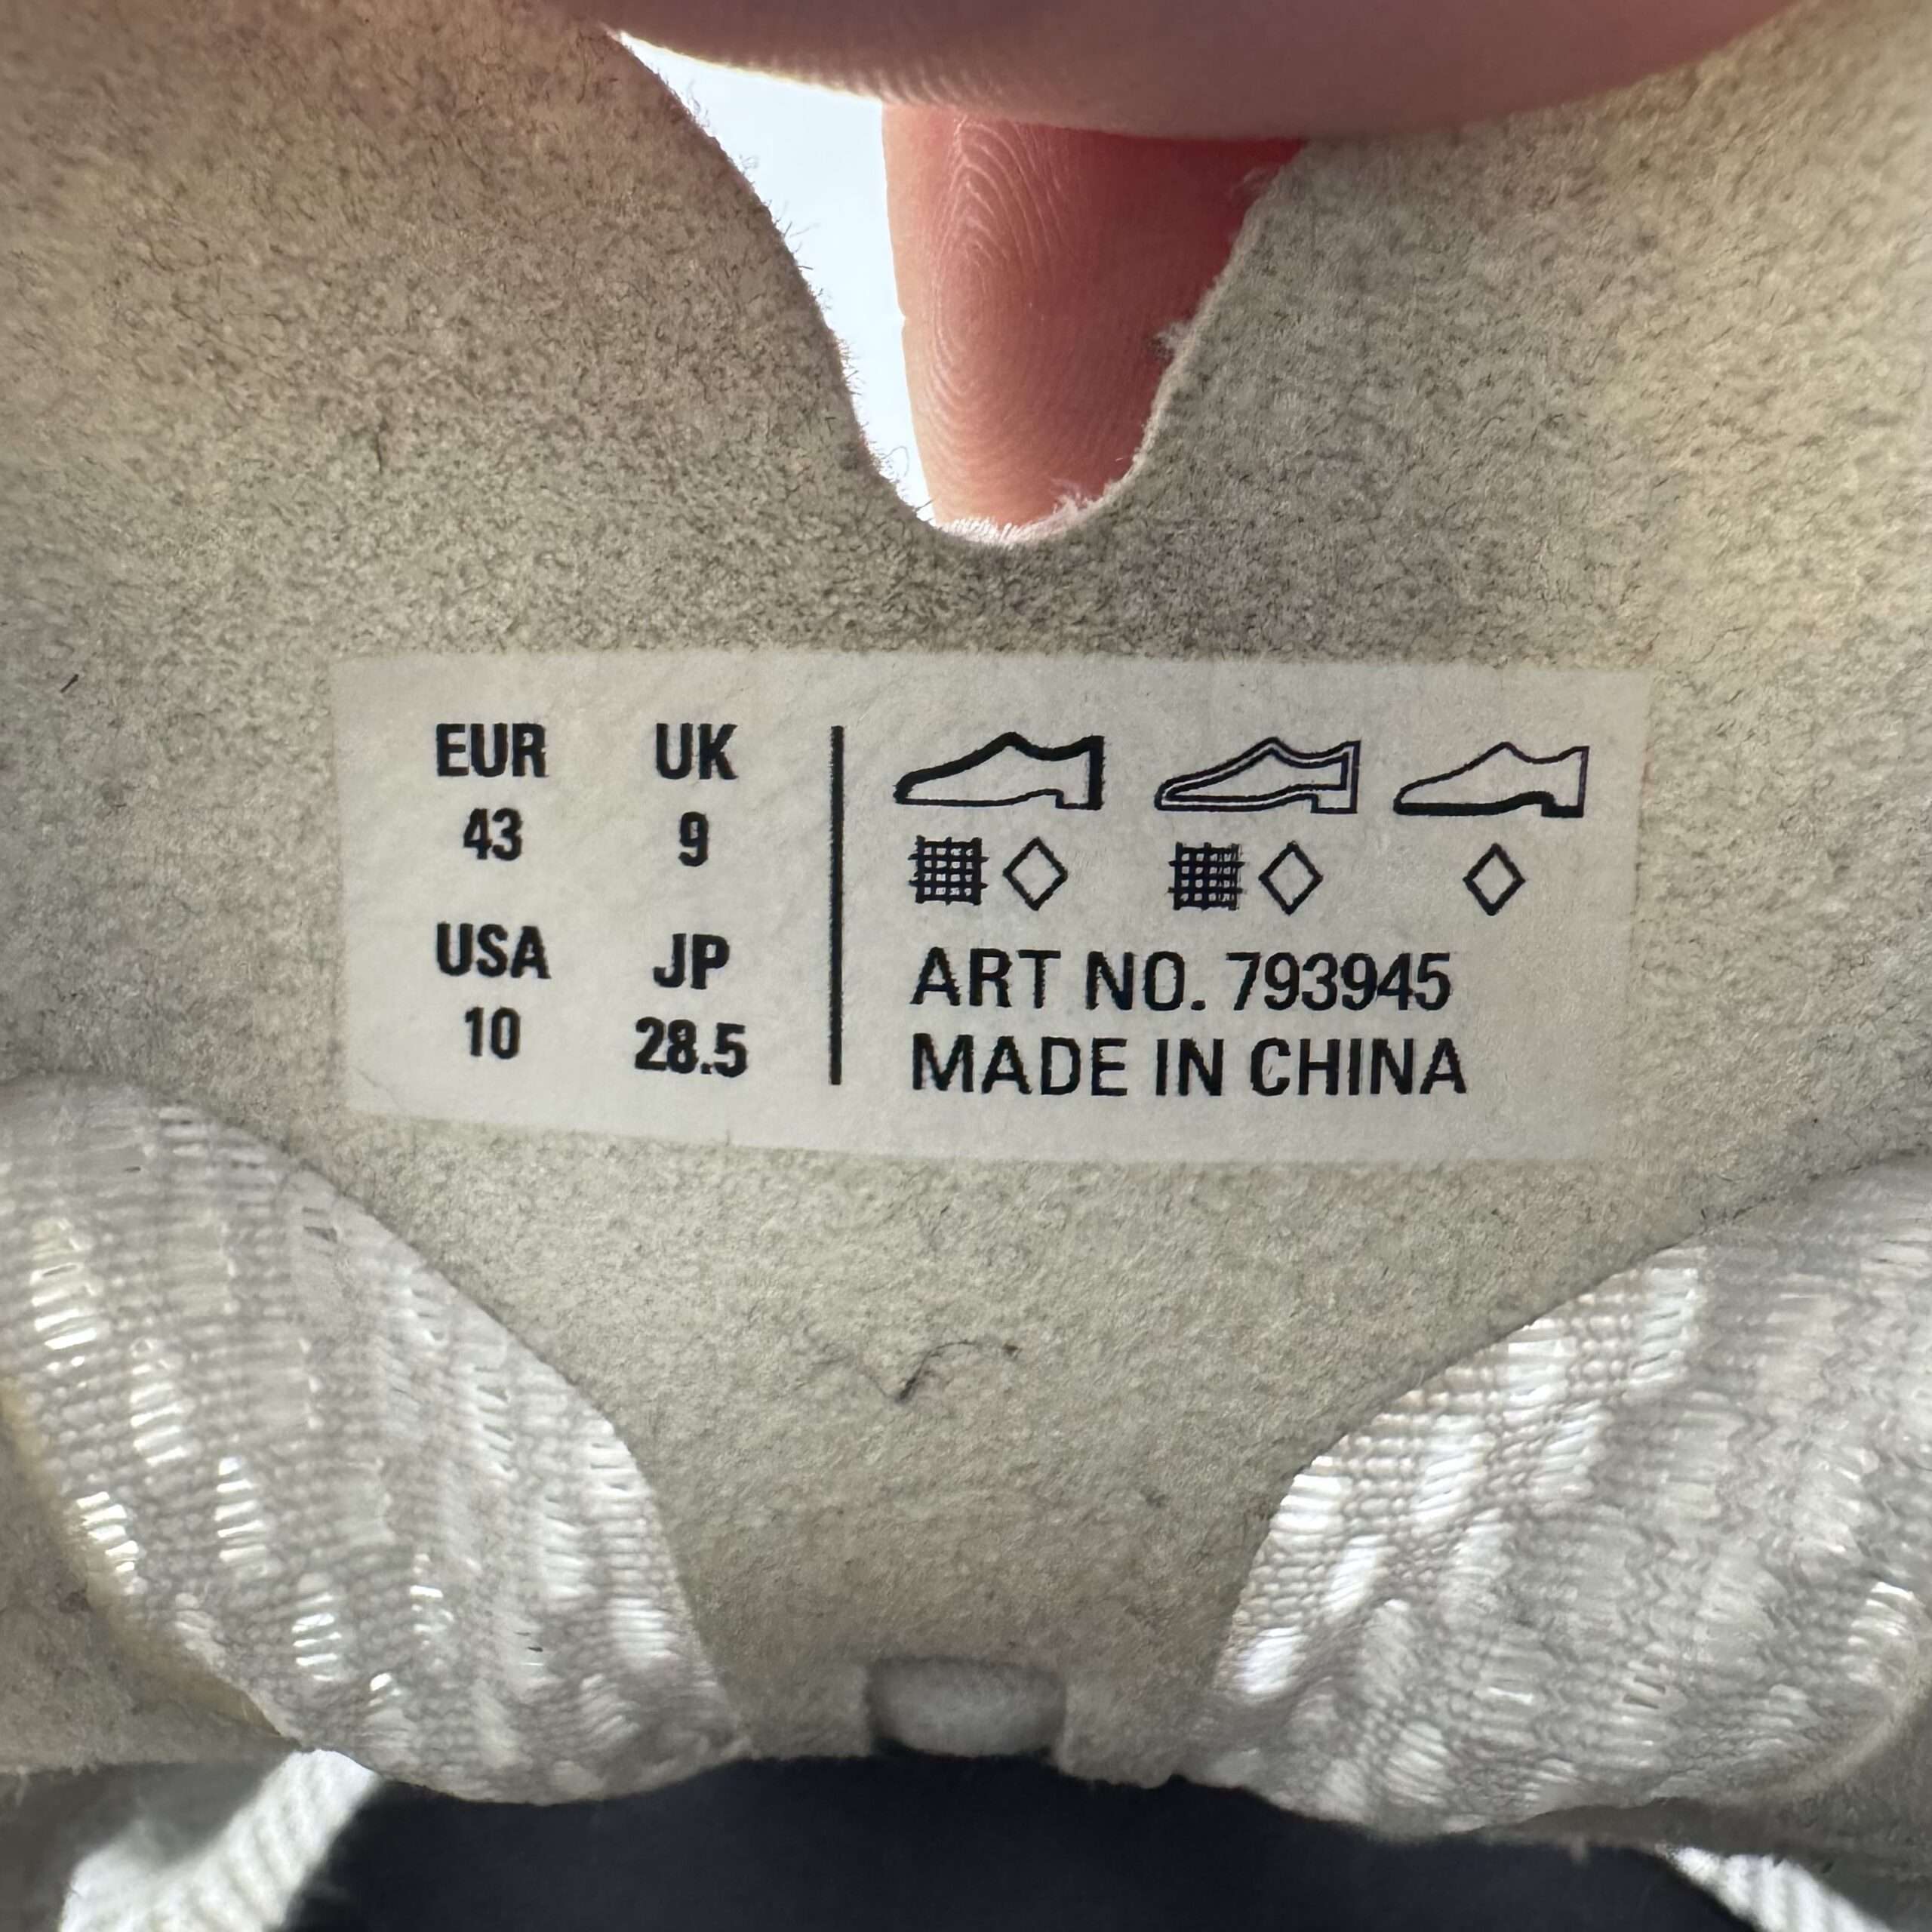 EUR UK
43 9
USA JP
10 28.5
ART NO. 793945
MADE IN CHINA